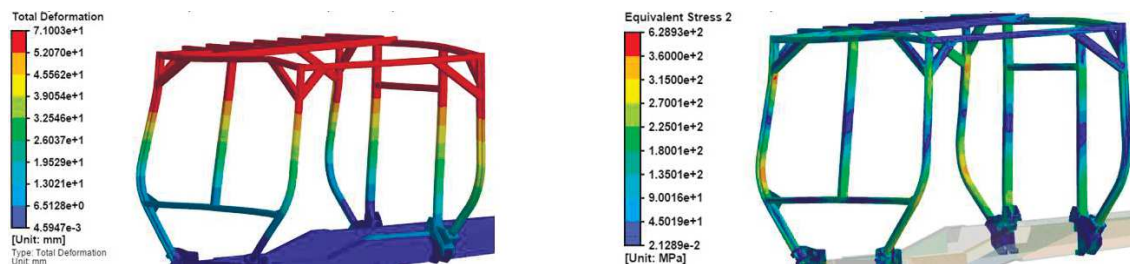 Total Deformation
7.1003e+1
5.2070e+1
4.5562e+1
3.9054e+1
3.2546e+1
2.6037e+1
1.9529e+1
1.3021e+1
6.5128e+0
4.5947e-3
[Unit: mm]
Type: Total Deformation
Unit: mm
Equivalent Stress 2
6.2893e+2
3.6000e+2
3.1500e+2
2.7001e+2
2.2501e+2
1.8001e+2
1.3501e+2
9.0016e+1
4.5019e+1
2.1289e-2
[Unit: MPa]